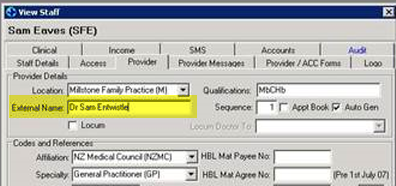 View Staff
Sam Eaves (SFE)
Clinical Income SMS Accounts Audit
Staff Details Access Provider Provider Messages Provider / ACC Forms Logo
Provider Details
Location: Millstone Family Practice (M) Qualifications: MbCHb
External Name: Dr Sam Entwistle Sequence: 1 Appt Book Auto Gen
Locum Locum Doctor To:
Codes and References
Affiliation: NZ Medical Council (NZMC) HBL Mat Payee No:
Specialty: General Practitioner (GP) HBL Mat Agree No: (Pre 1st July 07)